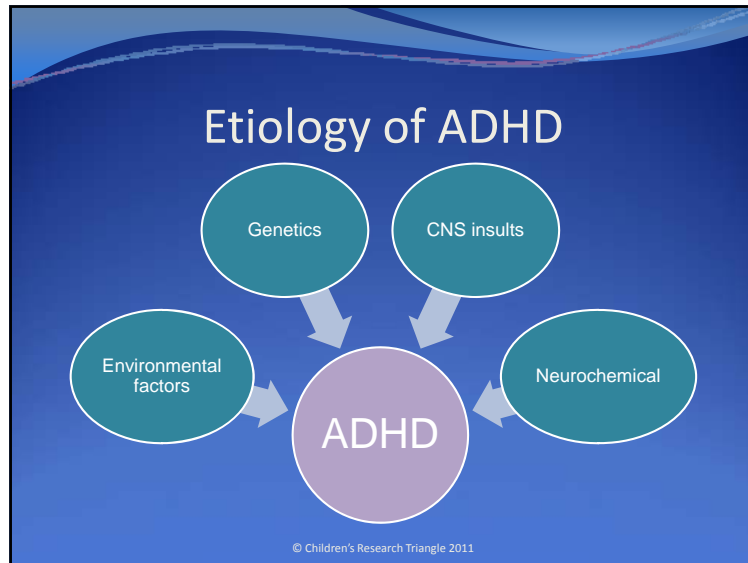 Etiology of ADHD
Genetics
CNS insults
Environmental
factors
Neurochemical
ADHD
© Children's Research Triangle 2011